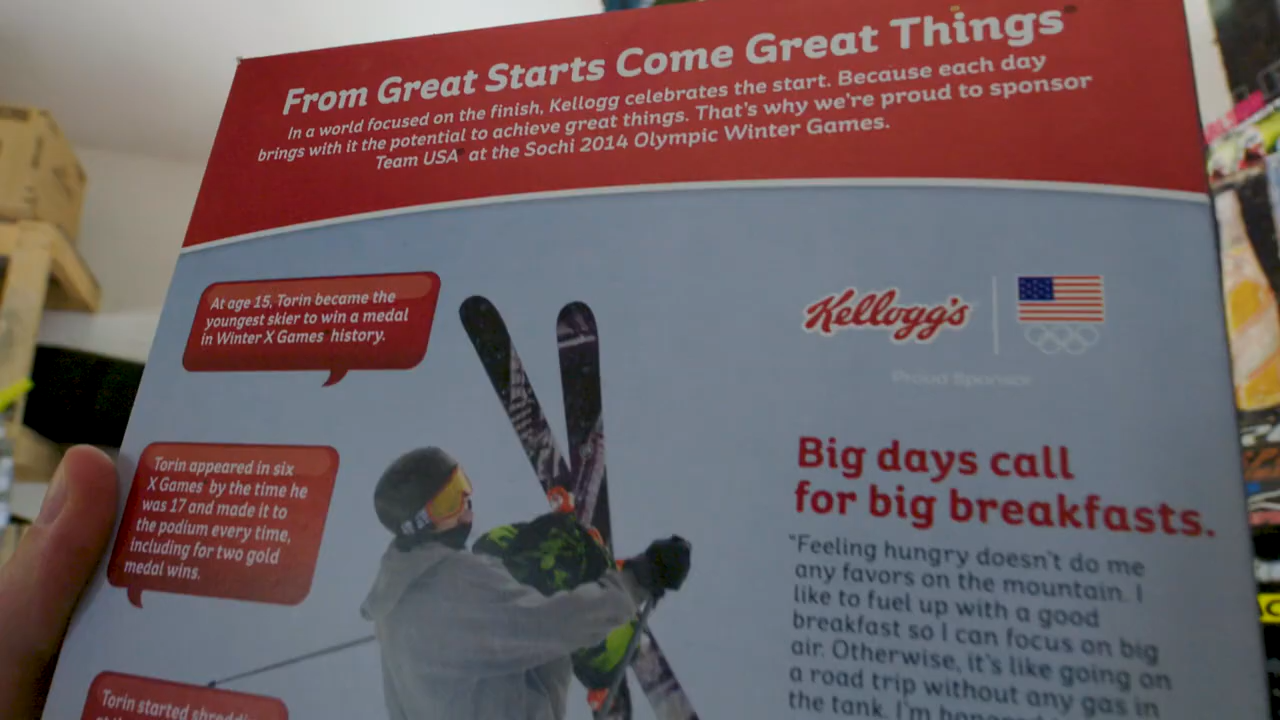 From Great Starts Come Great Things
In a world focused on the finish, Kellogg celebrates the start. Because each day
brings with it the potential to achieve great things. That's why we're proud to sponsor
Team USA at the Sochi 2014 Olympic Winter Games.
At age 15, Torin became the
youngest skier to win a medal
in Winter X Games history.
Kellogg's
Proud Sponsor
Torin appeared in six
X Games by the time he
was 17 and made it to
the podium every time,
including for two gold
medal wins.
Big days call
for big breakfasts.
"Feeling hungry doesn't do me
any favors on the mountain. I
like to fuel up with a good
breakfast so I can focus on big
air. Otherwise, it's like going on
a road trip without any gas in
the tank. I'm
Torin started